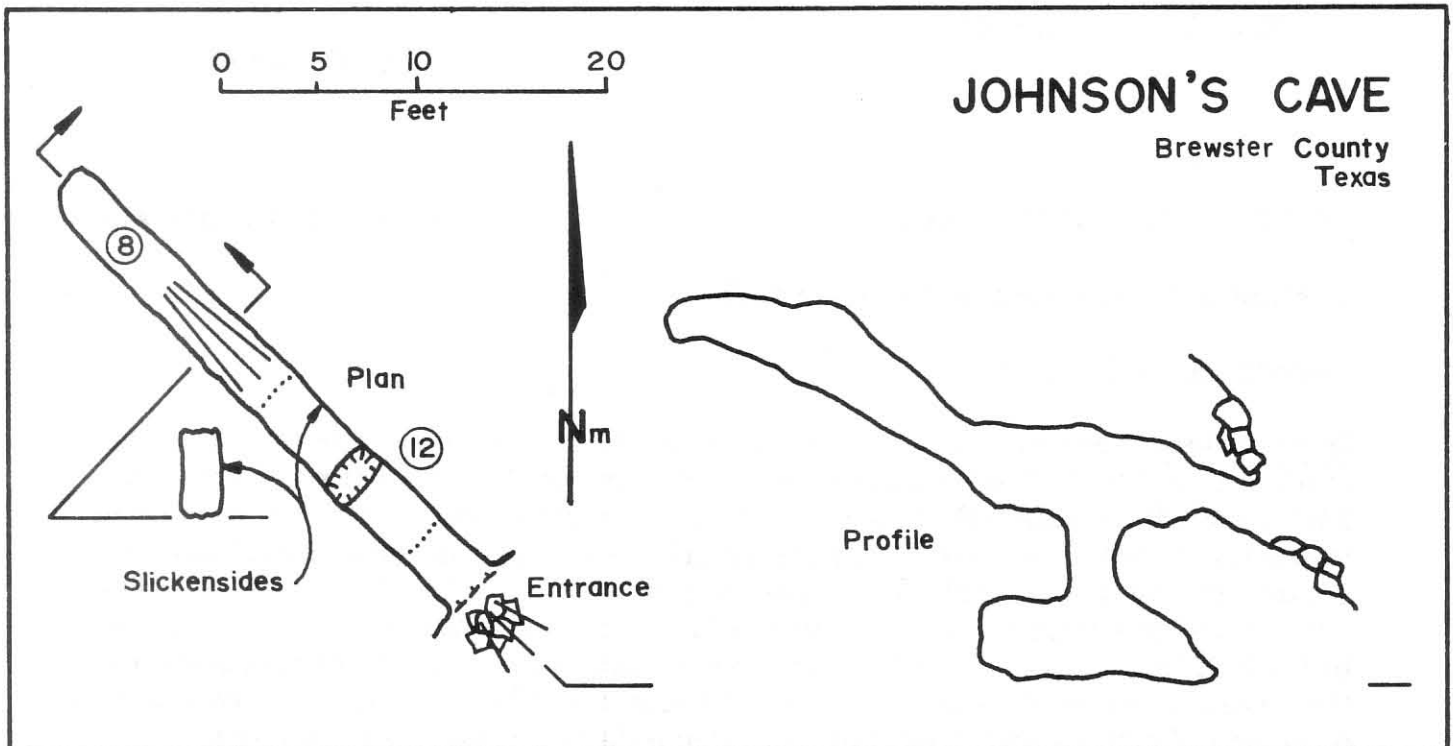 0 5 10 20
Feet
JOHNSON'S CAVE
Brewster County
Texas
8
Plan
12
Nm
Profile
Slickensides
Entrance